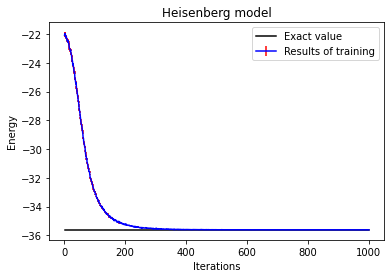 Heisenberg model
Exact value
Results of training
−22
−24
−26
−28
−30
−32
−34
−36
Energy
0
200
400
600
800
1000
Iterations